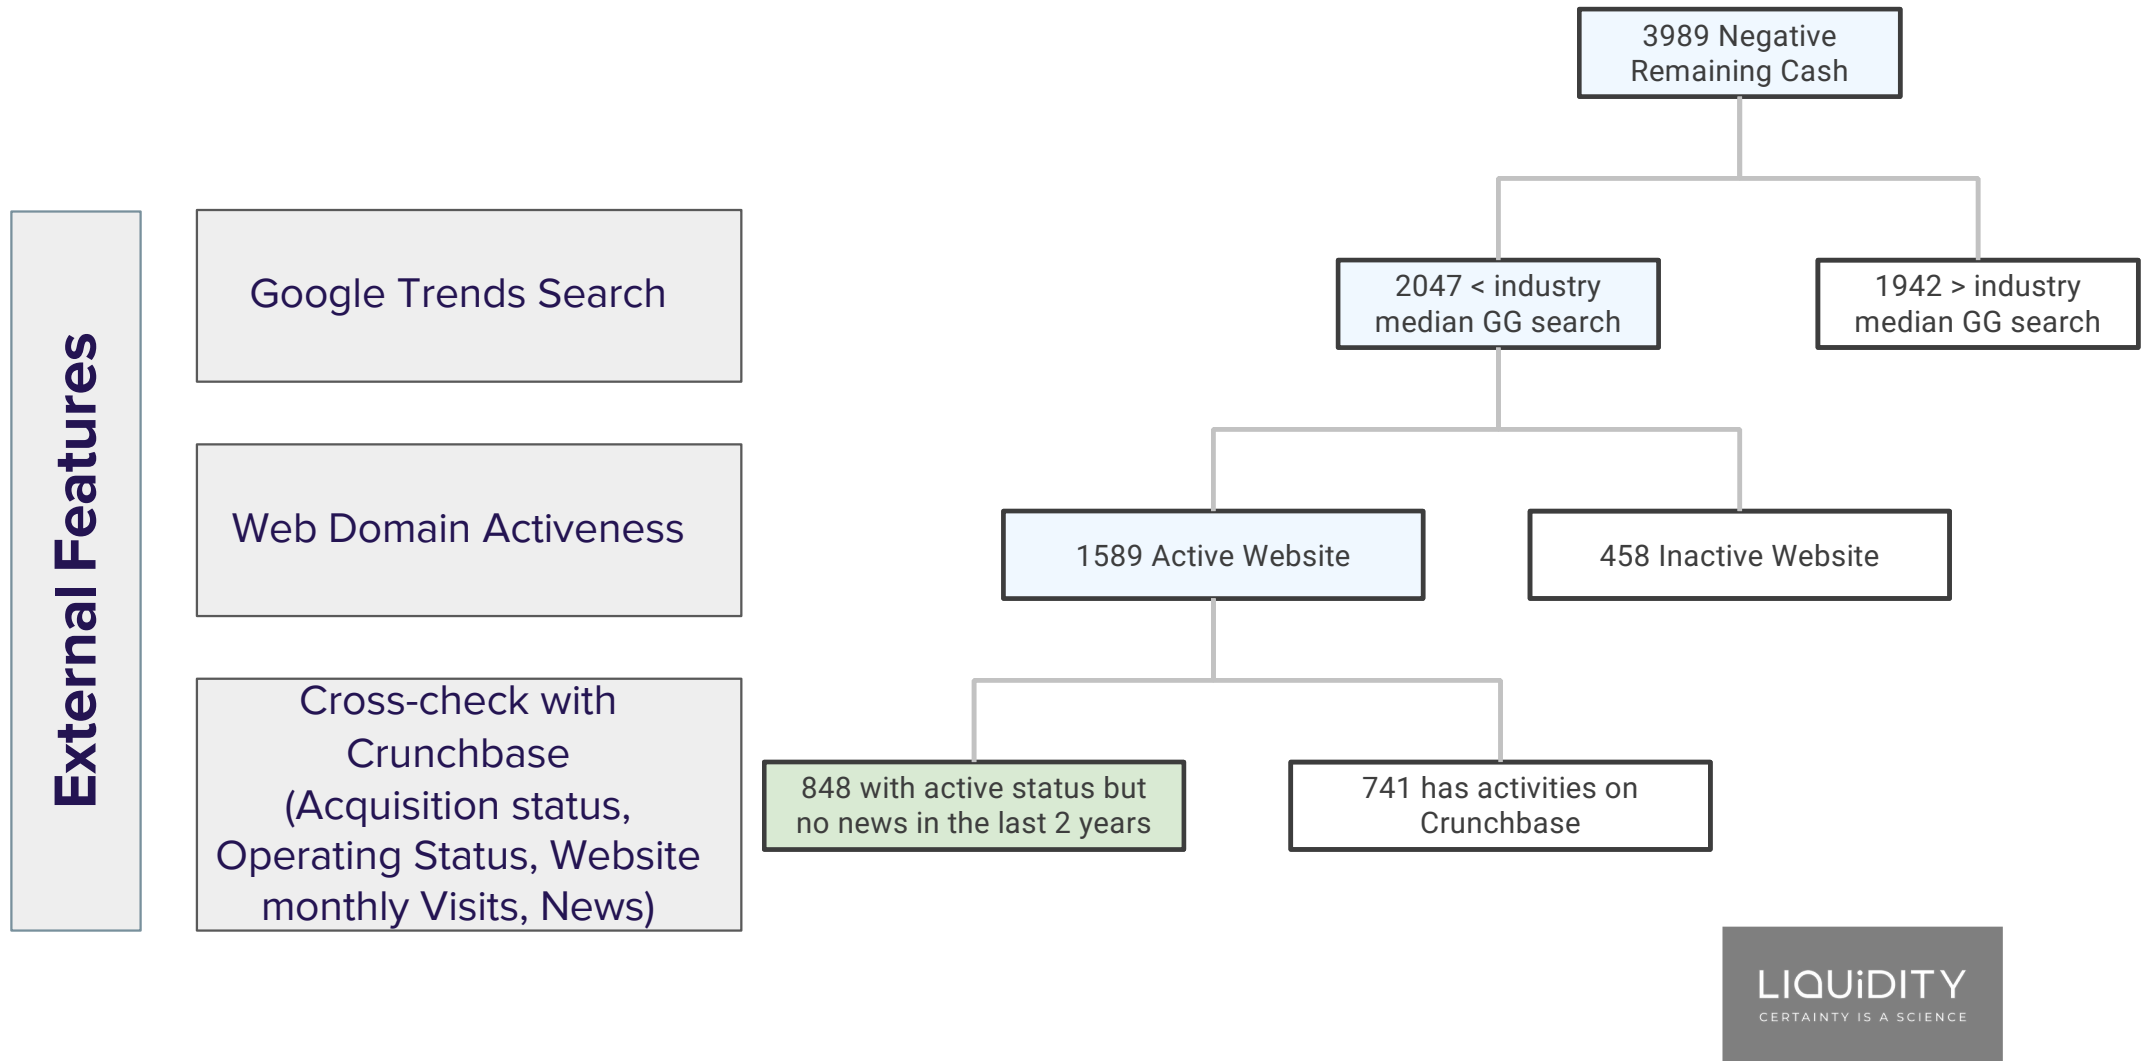 3989 Negative
Remaining Cash
External Features
Google Trends Search
2047 < industry
median GG search
1942 > industry
median GG search
Web Domain Activeness
1589 Active Website
458 Inactive Website
Cross-check with
Crunchbase
(Acquisition status,
Operating Status, Website
monthly Visits, News)
848 with active status but
no news in the last 2 years
741 has activities on
Crunchbase
LIQUiDITY
CERTAINTY IS A SCIENCE